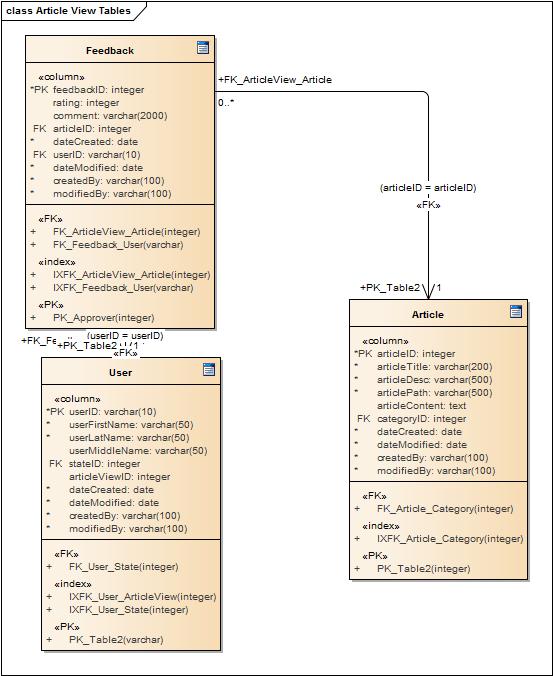 class Article View Tables
Feedback
«column»
*PK feedbackID: integer
rating: integer
comment: varchar(2000)
FK articleID: integer
* dateCreated: date
FK userID: varchar(10)
* dateModified: date
* createdBy: varchar(100)
* modifiedBy: varchar(100)
«FK»
+ FK_ArticleView_Article(integer)
+ FK_Feedback_User(varchar)
«index»
+ IXFK_ArticleView_Article(integer)
+ IXFK_Feedback_User(varchar)
«PK»
+ PK_Approver(integer)
+FK_ArticleView_Article
0..*
(articleID = articleID)
«FK»
+PK_Table2
1
+FK_Fe
(userID = userID)
+PK_Table2
1
«FK»
User
«column»
*PK userID: varchar(10)
* userFirstName: varchar(50)
* userLatName: varchar(50)
userMiddleName: varchar(50)
FK stateID: integer
articleViewID: integer
* dateCreated: date
* dateModified: date
* createdBy: varchar(100)
* modifiedBy: varchar(100)
«FK»
+ FK_User_State(integer)
«index»
+ IXFK_User_ArticleView(integer)
+ IXFK_User_State(integer)
«PK»
+ PK_Table2(varchar)
Article
«column»
*PK articleID: integer
* articleTitle: varchar(200)
* articleDesc: varchar(500)
* articlePath: varchar(500)
articleContent: text
FK categoryID: integer
* dateCreated: date
* dateModified: date
* createdBy: varchar(100)
* modifiedBy: varchar(100)
«FK»
+ FK_Article_Category(integer)
«index»
+ IXFK_Article_Category(integer)
«PK»
+ PK_Table2(integer)